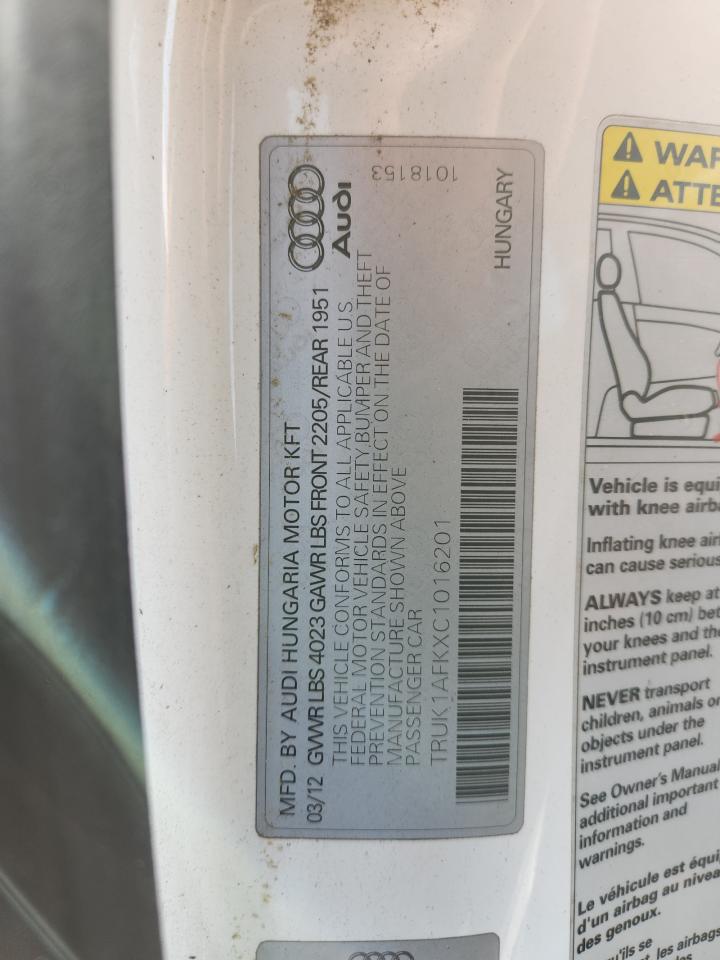 MFD. BY AUDI HUNGARIA MOTOR KFT
03/12 GVWR LBS 4023 GAWR LBS FRONT 2205/REAR 1951
THIS VEHICLE CONFORMS TO ALL APPLICABLE U.S.
FEDERAL MOTOR VEHICLE SAFETY, BUMPER AND THEFT
PREVENTION STANDARDS IN EFFECT ON THE DATE OF
MANUFACTURE SHOWN ABOVE
PASSENGER CAR
TRUK1AFKXC1016201
Audi
1018153
HUNGARY
WAR
ATTE
Vehicle is equi
with knee airba
Inflating knee air
can cause serious
ALWAYS keep at
inches (10 cm) bet
your knees and the
instrument panel.
NEVER transport
children, animals or
objects under the
instrument panel.
See Owner's Manual
additional important
information and
warnings.
Le véhicule est équi
d'un airbag au nivea
des genoux.
qu'ils se
les airbags